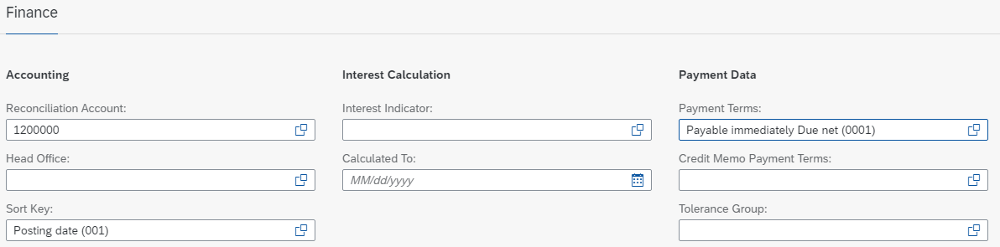 Finance
Accounting
Reconciliation Account:
1200000
Head Office:
Sort Key:
Posting date (001)
Interest Calculation
Interest Indicator:
Calculated To:
MM/dd/yyyy
Payment Data
Payment Terms:
Payable immediately Due net (0001)
Credit Memo Payment Terms:
Tolerance Group: